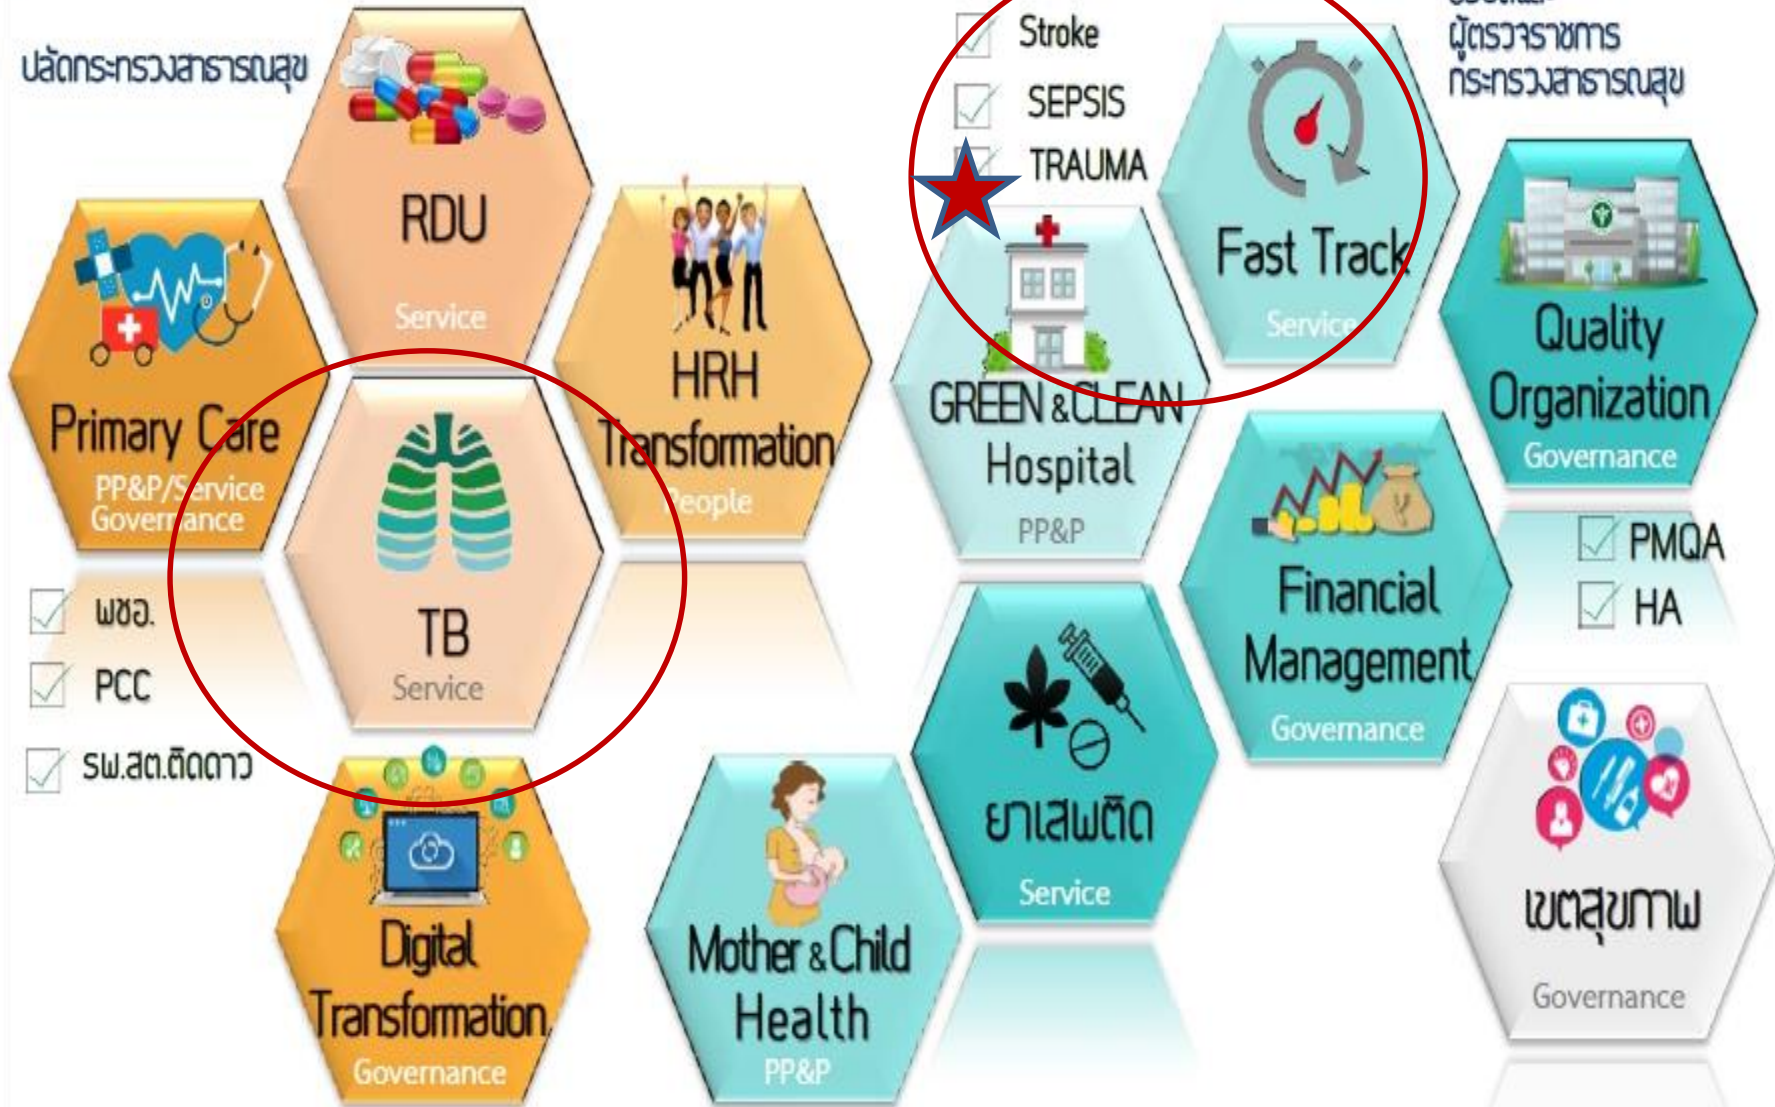 ปลัดกระทรวงสาธารณสุข
RDU
Service
Primary Care
PP&P/Service
Governance
HRH
Transformation
People
TB
Service
พชอ.
PCC
รพ.สต.ติดดาว
Digital
Transformation
Governance
Mother & Child
Health
PP&P
Stroke
SEPSIS
TRAUMA
Fast Track
Service
ผู้ตรวจราชการ
กระทรวงสาธารณสุข
GREEN & CLEAN
Hospital
PP&P
Quality
Organization
Governance
PMQA
HA
Financial
Management
Governance
ยาเสพติด
Service
เขตสุขภาพ
Governance